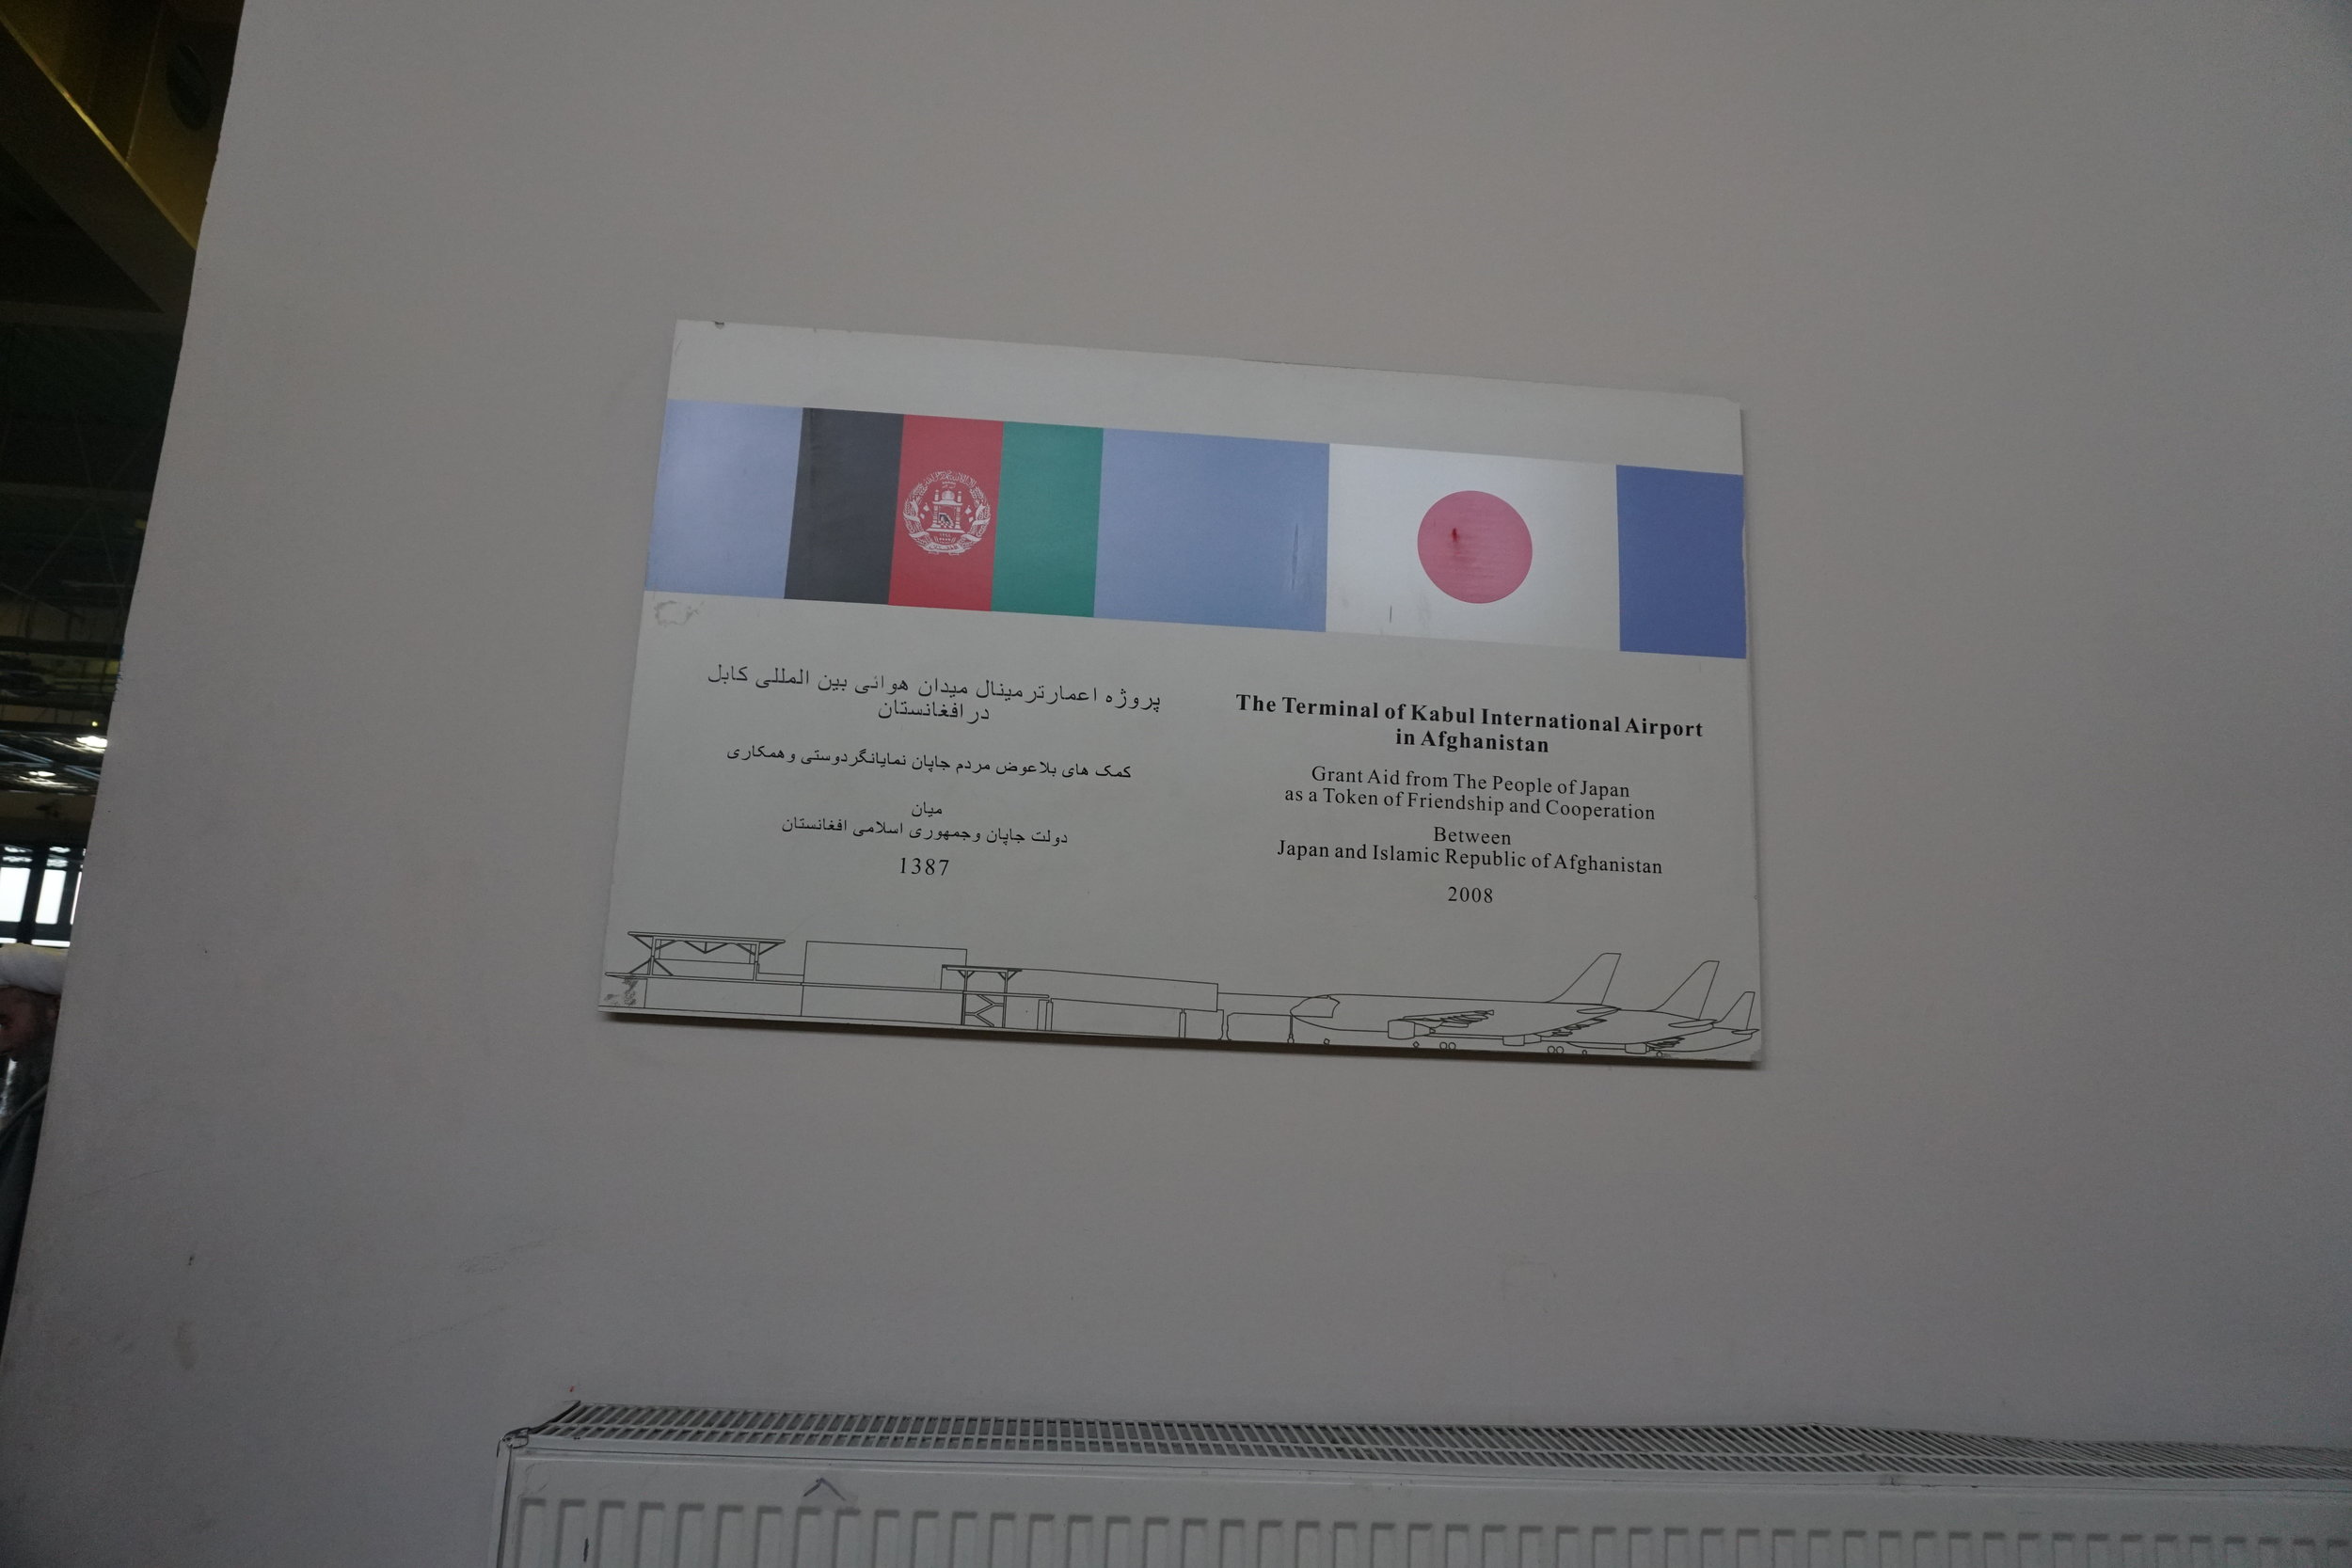 پروژه اعمارترمینال میدان هوائی بین المللی کابل
درافغانستان
کمک های بلاعوض مردم جاپان نمایانگردوستی وهمکاری
میان
دولت جاپان وجمهوری اسلامی افغانستان
1387
The Terminal of Kabul International Airport
in Afghanistan
Grant Aid from The People of Japan
as a Token of Friendship and Cooperation
Between
Japan and Islamic Republic of Afghanistan
2008